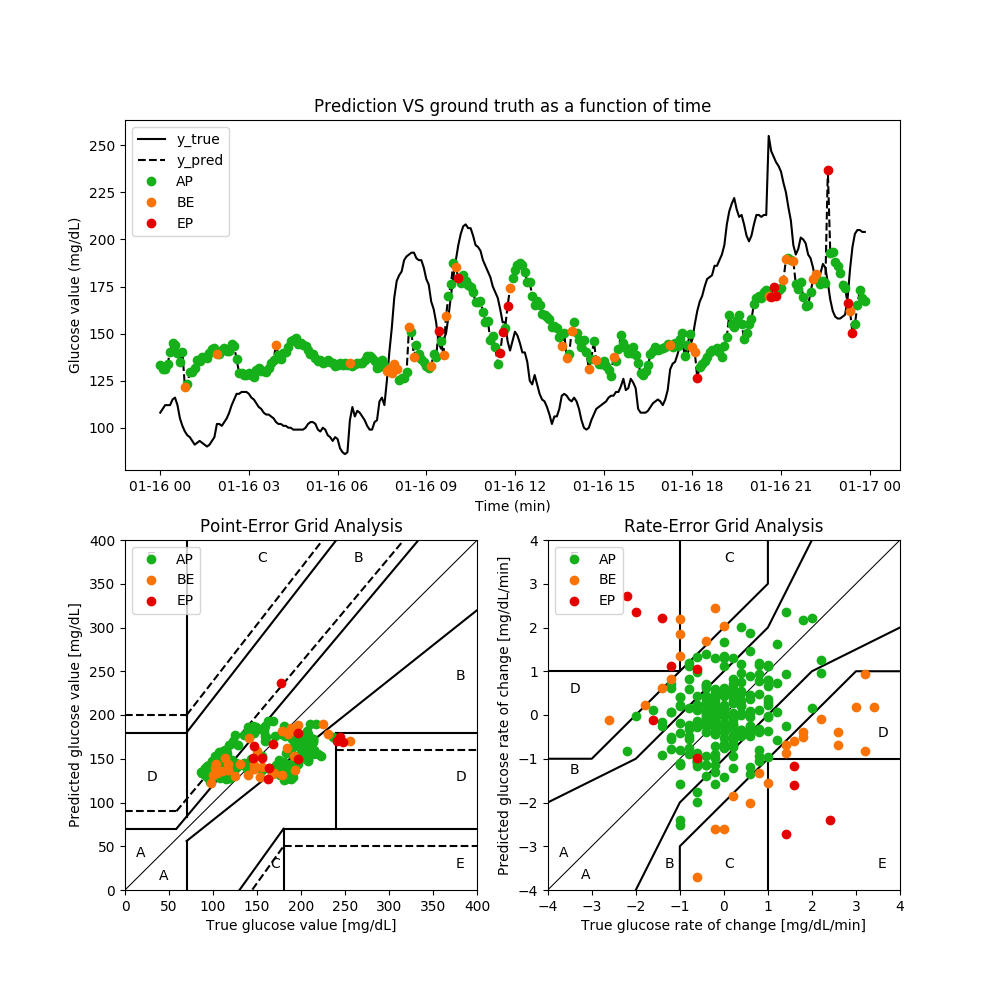 Prediction VS ground truth as a function of time
Glucose value (mg/dL)
250
225
200
175
150
125
100
y_true
y_pred
AP
BE
EP
01-16 00 01-16 03 01-16 06 01-16 09 01-16 12 01-16 15 01-16 18 01-16 21 01-17 00
Time (min)
Point-Error Grid Analysis
Predicted glucose value [mg/dL]
400
350
300
250
200
150
100
50
0
AP
BE
EP
C
B
B
D
D
A
A
C
E
0 50 100 150 200 250 300 350 400
True glucose value [mg/dL]
Rate-Error Grid Analysis
Predicted glucose rate of change [mg/dL/min]
4
3
2
1
0
−1
−2
−3
−4
AP
BE
EP
C
D
D
B
A
A
B
C
E
−4 −3 −2 −1 0 1 2 3 4
True glucose rate of change [mg/dL/min]